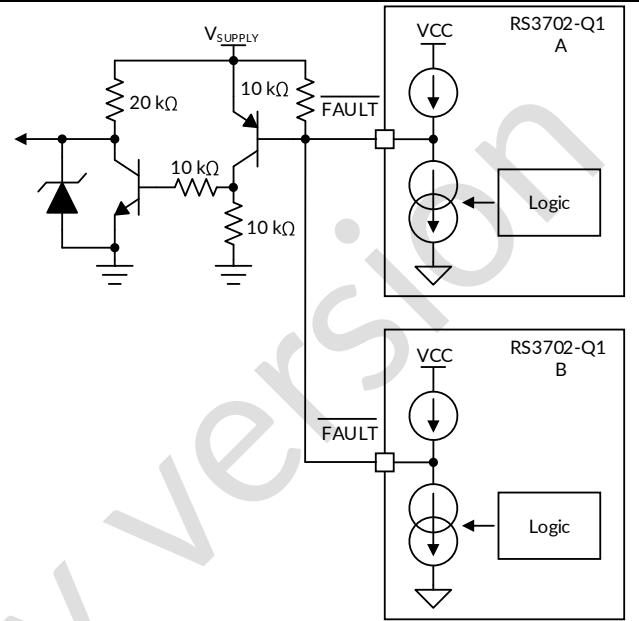 V_SUPPLY
20 kΩ
10 kΩ
10 kΩ
10 kΩ
FAULT
VCC
RS3702-Q1
A
Logic
FAULT
VCC
RS3702-Q1
B
Logic
y version